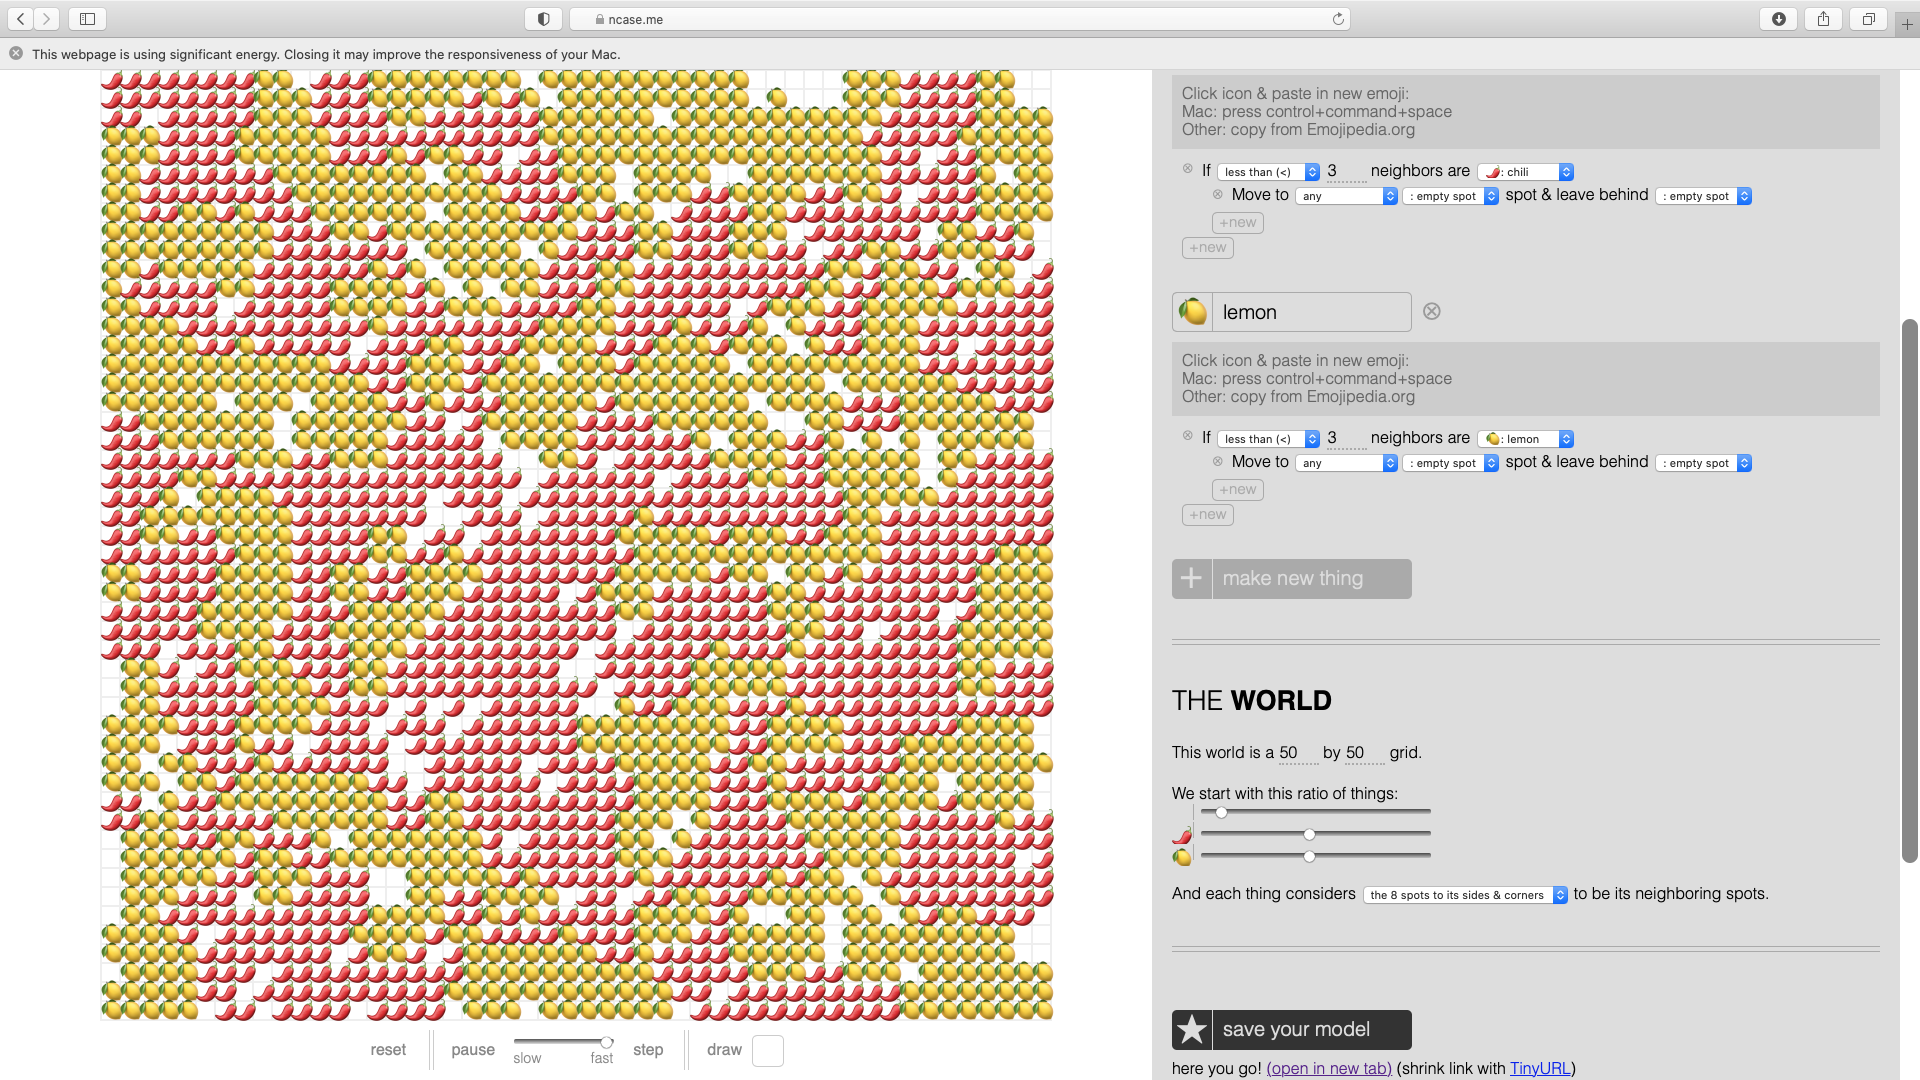 ncase.me
This webpage is using significant energy. Closing it may improve the responsiveness of your Mac.
Click icon & paste in new emoji:
Mac: press control+command+space
Other: copy from Emojipedia.org
If less than (<) 3 neighbors are 🌶: chili
Move to any : empty spot spot & leave behind : empty spot
+new
+new
lemon
Click icon & paste in new emoji:
Mac: press control+command+space
Other: copy from Emojipedia.org
If less than (<) 3 neighbors are 🍋: lemon
Move to any : empty spot spot & leave behind : empty spot
+new
+new
make new thing
THE WORLD
This world is a 50 by 50 grid.
We start with this ratio of things:
And each thing considers the 8 spots to its sides & corners to be its neighboring spots.
save your model
here you go! (open in new tab) (shrink link with TinyURL)
reset pause slow fast step draw